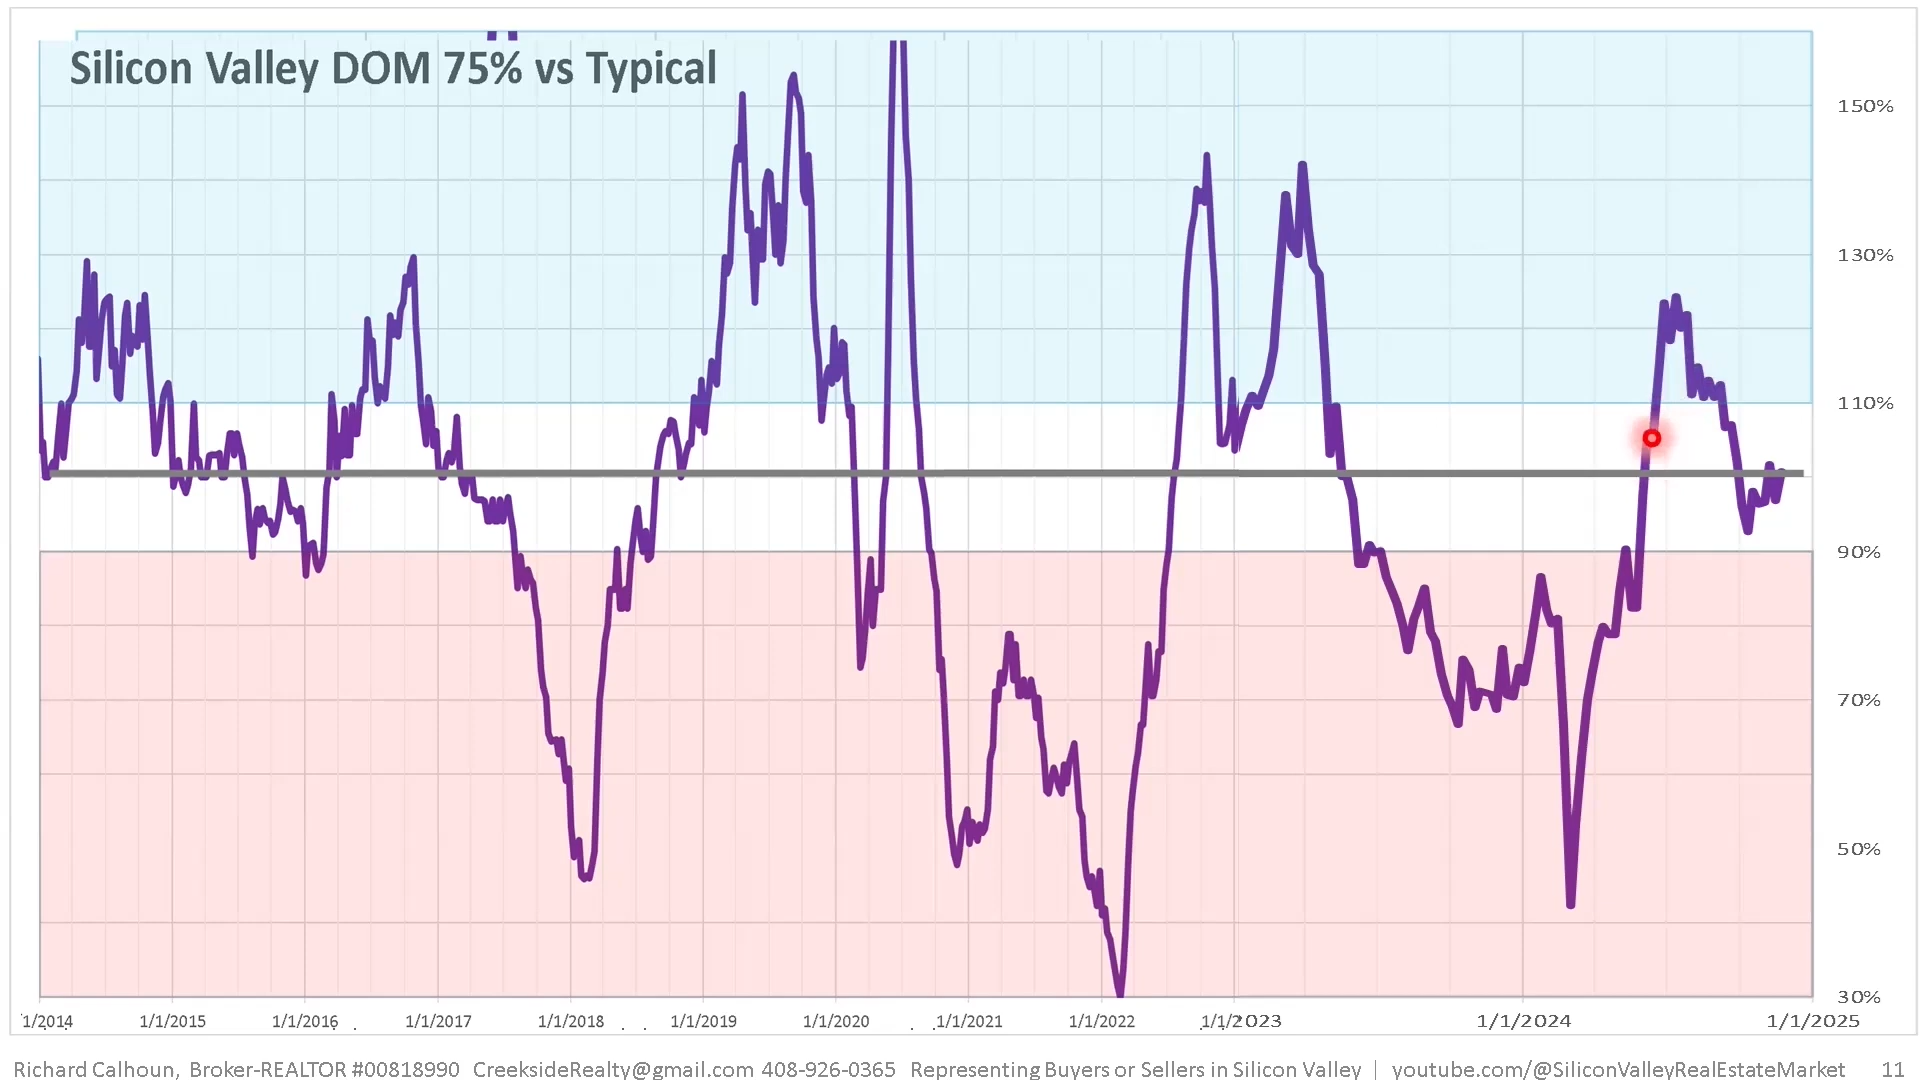 Silicon Valley DOM 75% vs Typical
150%
130%
110%
90%
70%
50%
30%
1/2014 1/1/2015 1/1/2016 1/1/2017 1/1/2018 1/1/2019 1/1/2020 1/1/2021 1/1/2022 1/1/2023 1/1/2024 1/1/2025
Richard Calhoun, Broker-REALTOR #00818990 CreeksideRealty@gmail.com 408-926-0365 Representing Buyers or Sellers in Silicon Valley | youtube.com/@SiliconValleyRealEstateMarket 11